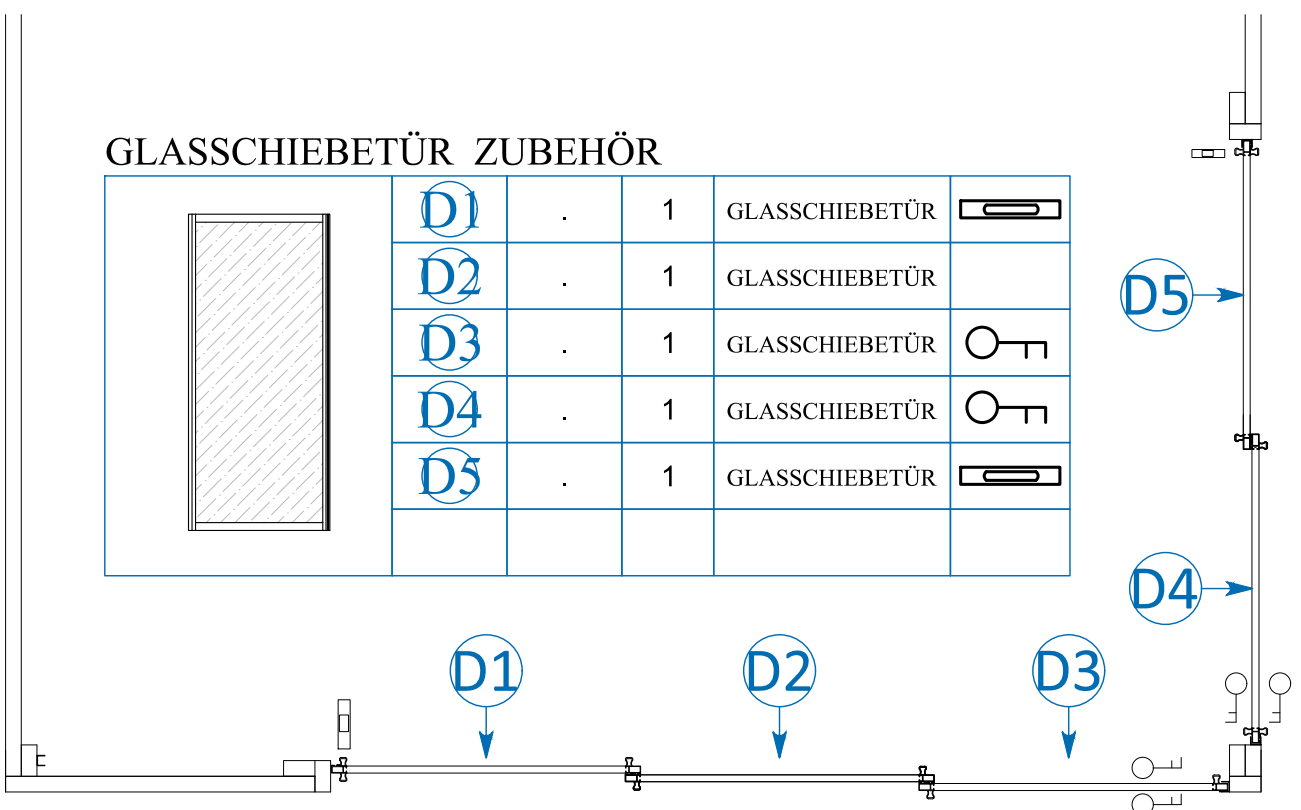 GLASSCHIEBETÜR ZUBEHÖR
D1 . 1 GLASSCHIEBETÜR
D2 . 1 GLASSCHIEBETÜR
D3 . 1 GLASSCHIEBETÜR
D4 . 1 GLASSCHIEBETÜR
D5 . 1 GLASSCHIEBETÜR
D5
D4
D1 D2 D3